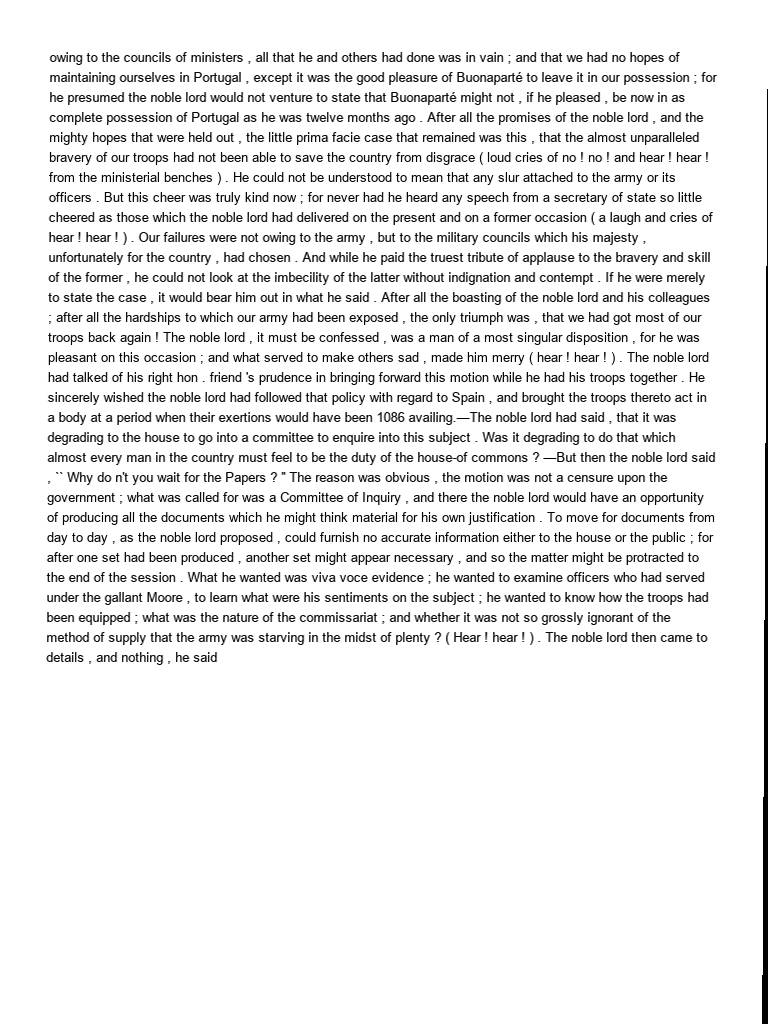 owing to the councils of ministers , all that he and others had done was in vain ; and that we had no hopes of
maintaining ourselves in Portugal , except it was the good pleasure of Buonaparté to leave it in our possession ; for
he presumed the noble lord would not venture to state that Buonaparté might not , if he pleased , be now in as
complete possession of Portugal as he was twelve months ago . After all the promises of the noble lord , and the
mighty hopes that were held out , the little prima facie case that remained was this , that the almost unparalleled
bravery of our troops had not been able to save the country from disgrace ( loud cries of no ! no ! and hear ! hear !
from the ministerial benches ) . He could not be understood to mean that any slur attached to the army or its
officers . But this cheer was truly kind now ; for never had he heard any speech from a secretary of state so little
cheered as those which the noble lord had delivered on the present and on a former occasion ( a laugh and cries of
hear ! hear ! ) . Our failures were not owing to the army , but to the military councils which his majesty ,
unfortunately for the country , had chosen . And while he paid the truest tribute of applause to the bravery and skill
of the former , he could not look at the imbecility of the latter without indignation and contempt . If he were merely
to state the case , it would bear him out in what he said . After all the boasting of the noble lord and his colleagues
; after all the hardships to which our army had been exposed , the only triumph was , that we had got most of our
troops back again ! The noble lord , it must be confessed , was a man of a most singular disposition , for he was
pleasant on this occasion ; and what served to make others sad , made him merry ( hear ! hear ! ) . The noble lord
had talked of his right hon . friend 's prudence in bringing forward this motion while he had his troops together . He
sincerely wished the noble lord had followed that policy with regard to Spain , and brought the troops thereto act in
a body at a period when their exertions would have been 1086 availing.—The noble lord had said , that it was
degrading to the house to go into a committee to enquire into this subject . Was it degrading to do that which
almost every man in the country must feel to be the duty of the house-of commons ? —But then the noble lord said
, `` Why do n't you wait for the Papers ? " The reason was obvious , the motion was not a censure upon the
government ; what was called for was a Committee of Inquiry , and there the noble lord would have an opportunity
of producing all the documents which he might think material for his own justification . To move for documents from
day to day , as the noble lord proposed , could furnish no accurate information either to the house or the public ; for
after one set had been produced , another set might appear necessary , and so the matter might be protracted to
the end of the session . What he wanted was viva voce evidence ; he wanted to examine officers who had served
under the gallant Moore , to learn what were his sentiments on the subject ; he wanted to know how the troops had
been equipped ; what was the nature of the commissariat ; and whether it was not so grossly ignorant of the
method of supply that the army was starving in the midst of plenty ? ( Hear ! hear ! ) . The noble lord then came to
details , and nothing , he said